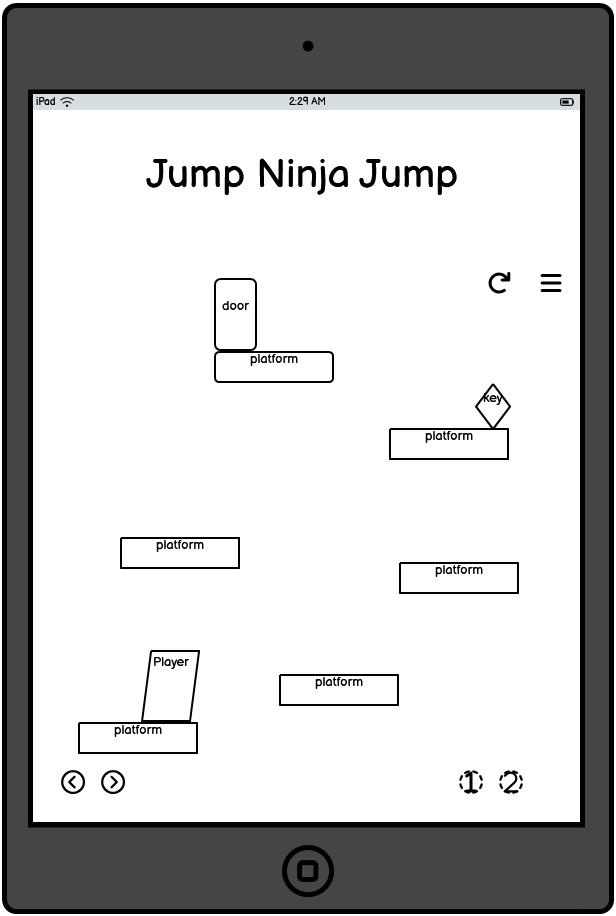 iPad 2:29 AM
Jump Ninja Jump
door
platform
key
platform
platform
platform
Player
platform
platform
1 2